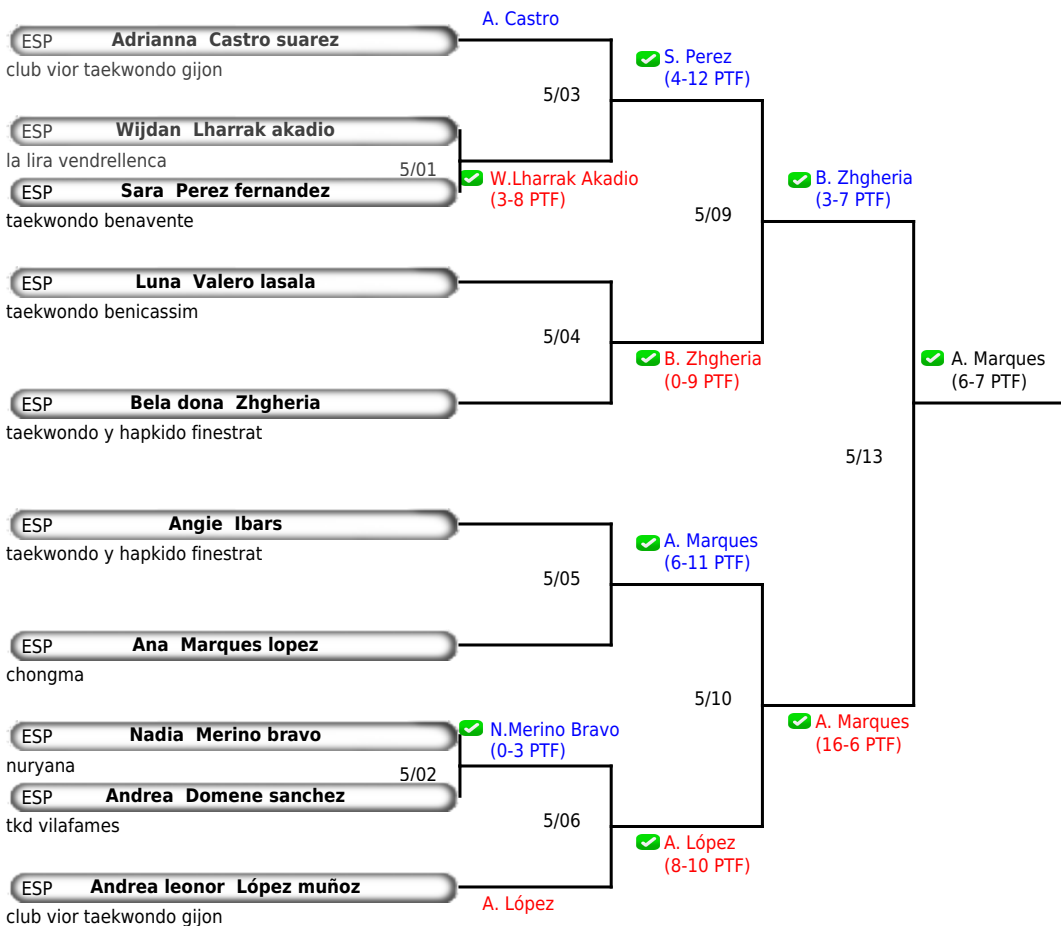 A. Castro
ESP Adrianna Castro suarez
club vior taekwondo gijon
S. Perez
(4-12 PTF)
5/03
ESP Wijdan Lharrak akadio
la lira vendrellenca
5/01
W.Lharrak Akadio
(3-8 PTF)
ESP Sara Perez fernandez
taekwondo benavente
B. Zhgheria
(3-7 PTF)
5/09
ESP Luna Valero lasala
taekwondo benicassim
5/04
B. Zhgheria
(0-9 PTF)
A. Marques
(6-7 PTF)
ESP Bela dona Zhgheria
taekwondo y hapkido finestrat
5/13
ESP Angie Ibars
taekwondo y hapkido finestrat
A. Marques
(6-11 PTF)
5/05
ESP Ana Marques lopez
chongma
5/10
A. Marques
(16-6 PTF)
ESP Nadia Merino bravo
nuryana
N.Merino Bravo
(0-3 PTF)
5/02
ESP Andrea Domene sanchez
tkd vilafames
5/06
A. López
(8-10 PTF)
ESP Andrea leonor López muñoz
club vior taekwondo gijon
A. López